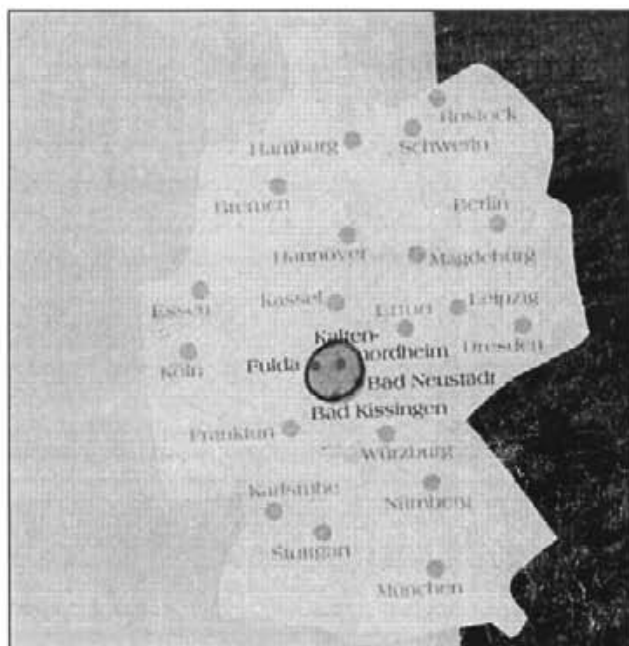 Rostock
Hamburg
Schwerin
Bremen
Berlin
Hannover
Magdeburg
Essen
Kassel
Erfurt
Leipzig
Kalten-
nordheim
Dresden
Köln
Fulda
Bad Neustadt
Bad Kissingen
Frankfurt
Würzburg
Karlsruhe
Nürnberg
Stuttgart
München